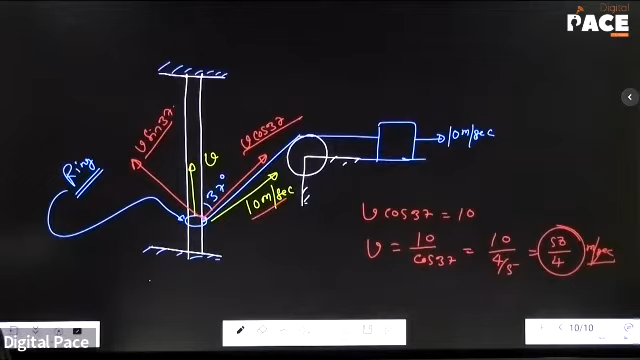 Digital
PACE
v sin37
v cos37
v
Ring
37°
10 m/sec
10m/sec
v cos37 = 10
v = 10/cos37 = 10/4/5 = 50/4 m/sec
10/10
Digital Pace